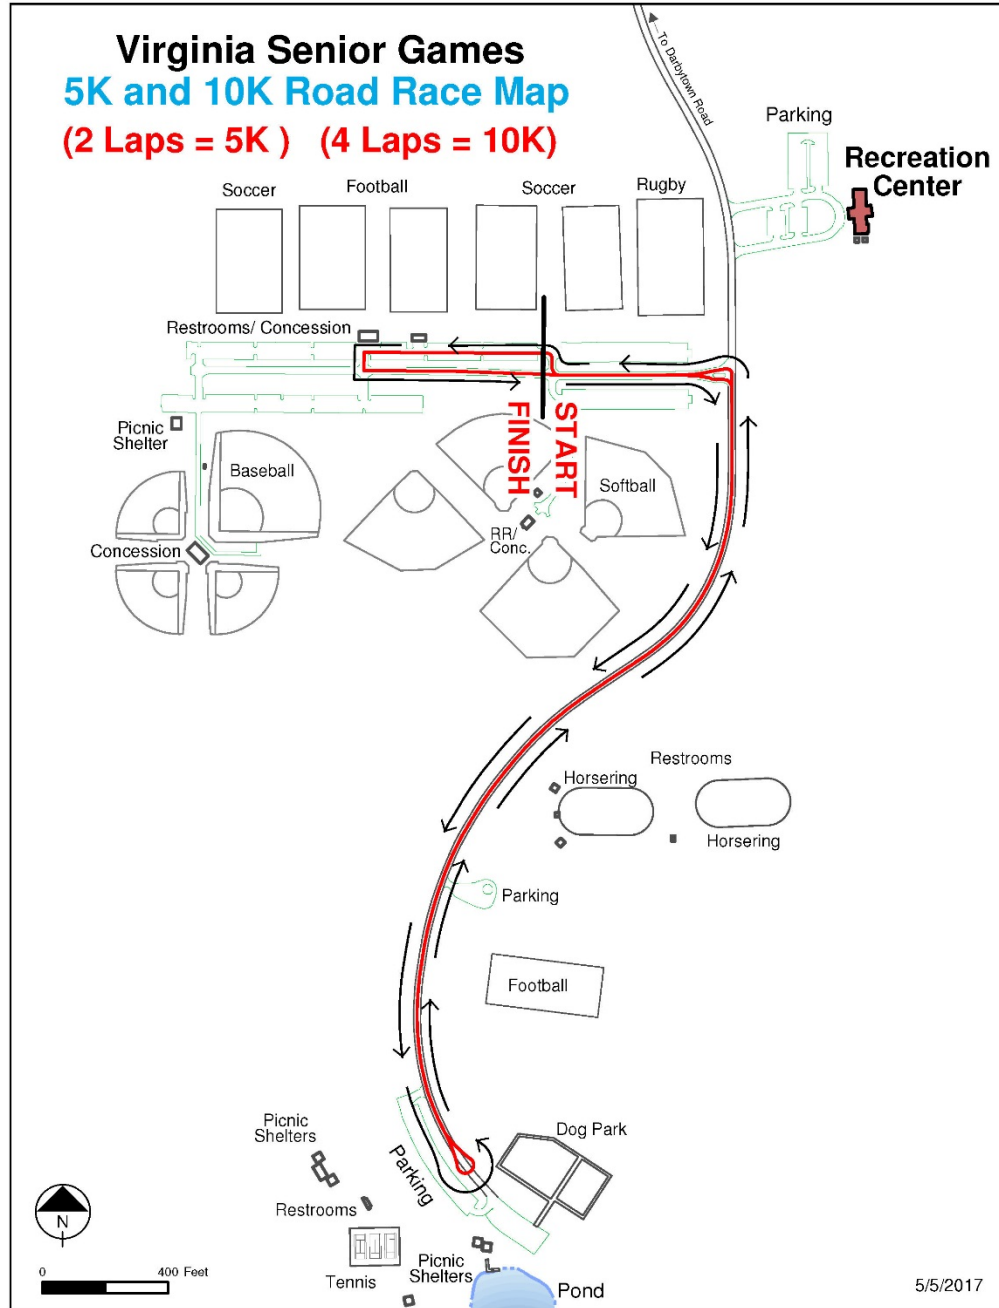 Virginia Senior Games
5K and 10K Road Race Map
(2 Laps = 5K ) (4 Laps = 10K)
To Darbytown Road
Parking
Recreation
Center
Soccer
Football
Soccer
Rugby
Restrooms/ Concession
START
FINISH
Picnic
Shelter
Baseball
Softball
RR/
Conc.
Concession
Restrooms
Horsering
Horsering
Parking
Football
Dog Park
Picnic
Shelters
Parking
Restrooms
Tennis
Picnic
Shelters
Pond
N
0 400 Feet
5/5/2017